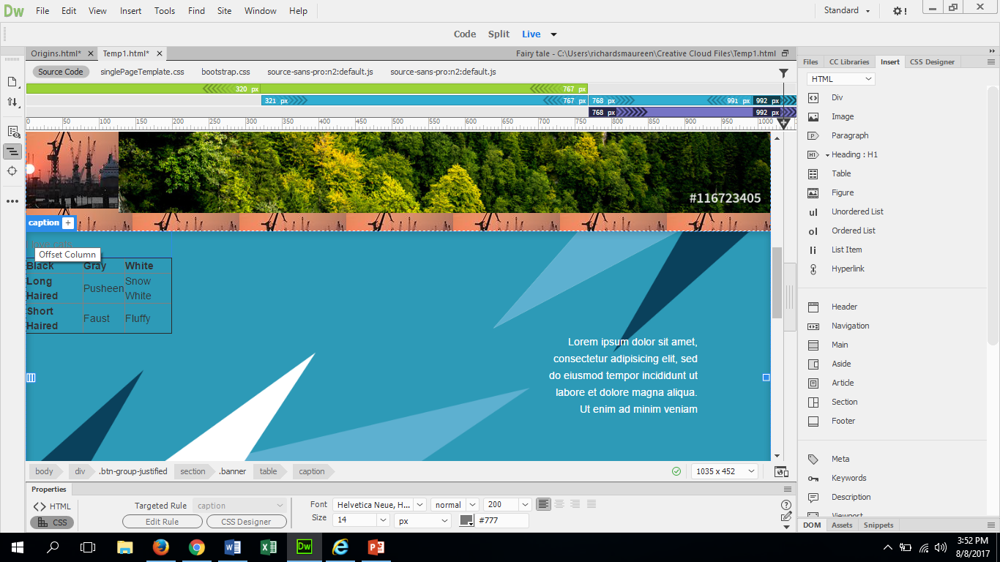 Dw File Edit View Insert Tools Find Site Window Help Standard
Code Split Live
Origins.html* Temp1.html* Fairy tale - C:\Users\richardsmaureen\Creative Cloud Files\Temp1.html
Source Code singlePageTemplate.css bootstrap.css source-sans-pro:n2:default.js source-sans-pro:n2:default.js
320 px 767 px
321 px 767 px 768 px 991 px 992 px
768 px 992 px
0 50 100 150 200 250 300 350 400 450 500 550 600 650 700 750 800 850 900 950 1000
#116723405
caption +
Offset Column
Black Gray White
Long Haired Pusheen Snow White
Short Haired Faust Fluffy
Lorem ipsum dolor sit amet,
consectetur adipisicing elit, sed
do eiusmod tempor incididunt ut
labore et dolore magna aliqua.
Ut enim ad minim veniam
body div .btn-group-justified section .banner table caption 1035 x 452
Properties
HTML Targeted Rule caption Font Helvetica Neue, H... normal 200
CSS Edit Rule CSS Designer Size 14 px #777
Files CC Libraries Insert CSS Designer
HTML
Div
Image
Paragraph
H1 Heading : H1
Table
Figure
ul Unordered List
ol Ordered List
li List Item
Hyperlink
Header
Navigation
Main
Aside
Article
Section
Footer
Meta
Keywords
Description
Viewport
DOM Assets Snippets
3:52 PM
8/8/2017